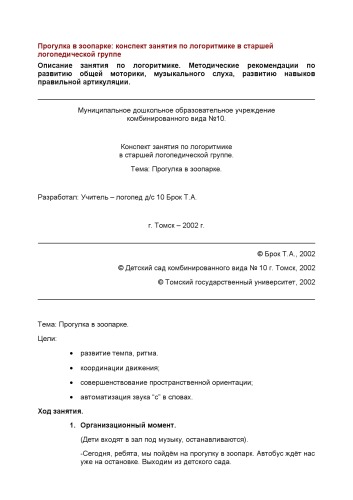 Прогулка в зоопарке: конспект занятия по логоритмике в старшей
логопедической группе
Описание занятия по логоритмике. Методические рекомендации по
развитию общей моторики, музыкального слуха, развитию навыков
правильной артикуляции.
Муниципальное дошкольное образовательное учреждение
комбинированного вида №10.
Конспект занятия по логоритмике
в старшей логопедической группе.
Тема: Прогулка в зоопарке.
Разработал: Учитель – логопед д/с 10 Брок Т.А.
г. Томск – 2002 г.
© Брок Т.А., 2002
© Детский сад комбинированного вида № 10 г. Томск, 2002
© Томский государственный университет, 2002
Тема: Прогулка в зоопарке.
Цели:
• развитие темпа, ритма.
• координации движения;
• совершенствование пространственной ориентации;
• автоматизация звука “с” в словах.
Ход занятия.
1. Организационный момент.
(Дети входят в зал под музыку, останавливаются).
-Сегодня, ребята, мы пойдём на прогулку в зоопарк. Автобус ждёт нас
уже на остановке. Выходим из детского сада.